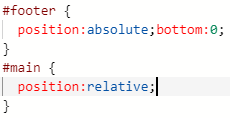 #footer {
  position:absolute;bottom:0;
}
#main {
  position:relative;
}